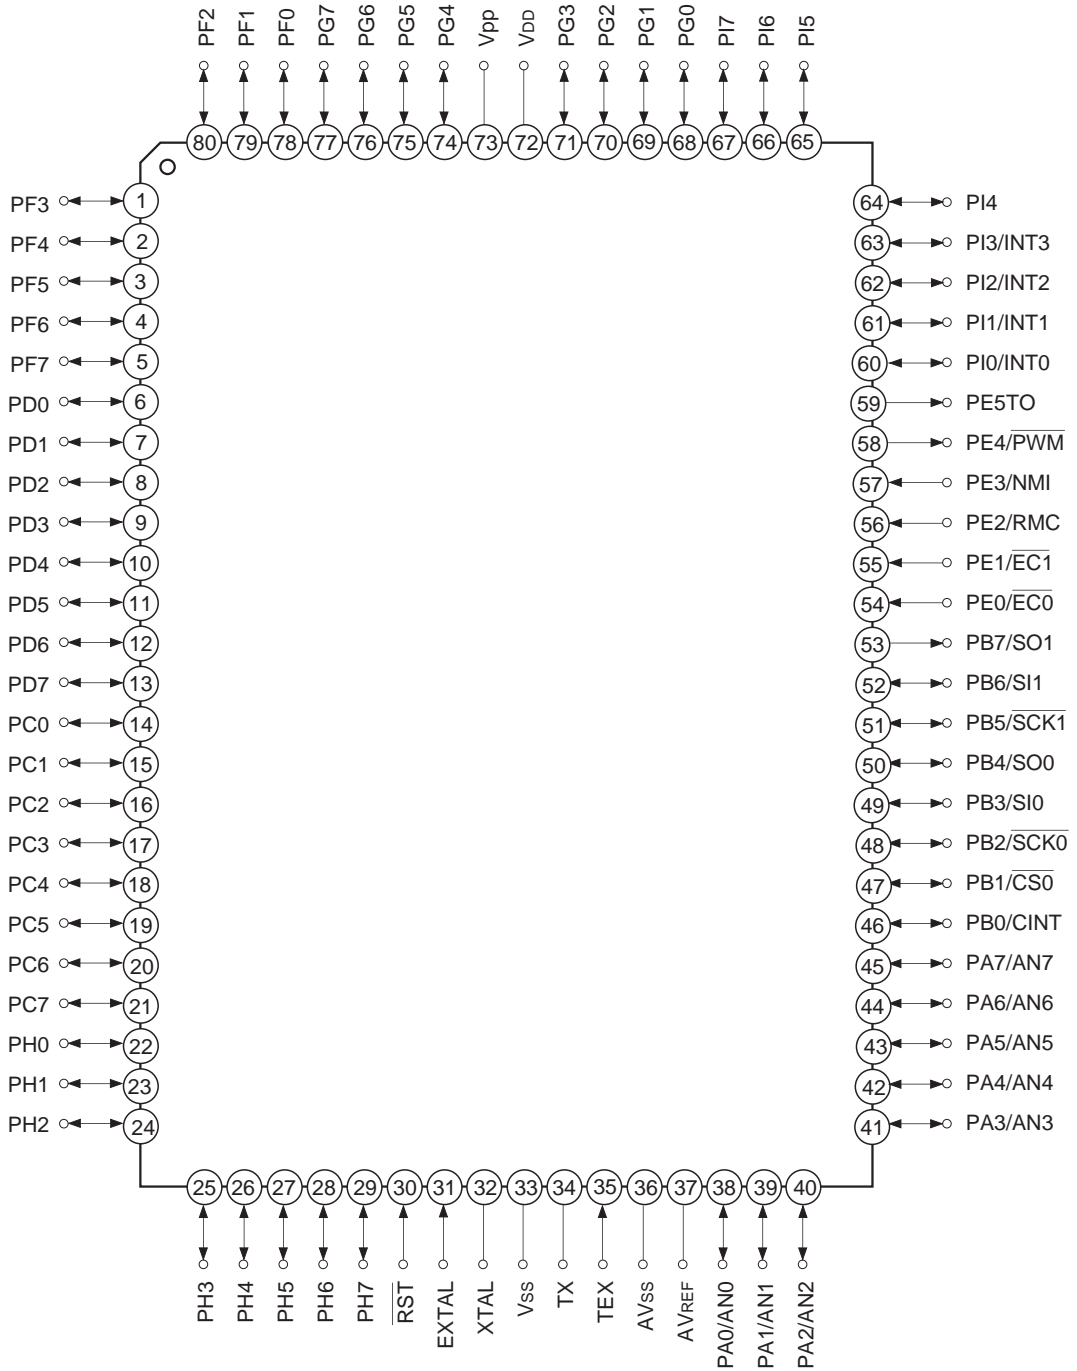 PF2 PF1 PF0 PG7 PG6 PG5 PG4 Vpp VDD PG3 PG2 PG1 PG0 PI7 PI6 PI5
80 79 78 77 76 75 74 73 72 71 70 69 68 67 66 65
PF3 1 64 PI4
PF4 2 63 PI3/INT3
PF5 3 62 PI2/INT2
PF6 4 61 PI1/INT1
PF7 5 60 PI0/INT0
PD0 6 59 PE5TO
PD1 7 58 PE4/PWM
PD2 8 57 PE3/NMI
PD3 9 56 PE2/RMC
PD4 10 55 PE1/EC1
PD5 11 54 PE0/EC0
PD6 12 53 PB7/SO1
PD7 13 52 PB6/SI1
PC0 14 51 PB5/SCK1
PC1 15 50 PB4/SO0
PC2 16 49 PB3/SI0
PC3 17 48 PB2/SCK0
PC4 18 47 PB1/CS0
PC5 19 46 PB0/CINT
PC6 20 45 PA7/AN7
PC7 21 44 PA6/AN6
PH0 22 43 PA5/AN5
PH1 23 42 PA4/AN4
PH2 24 41 PA3/AN3
25 26 27 28 29 30 31 32 33 34 35 36 37 38 39 40
PH3 PH4 PH5 PH6 PH7 RST EXTAL XTAL Vss TX TEX AVss AVREF PA0/AN0 PA1/AN1 PA2/AN2